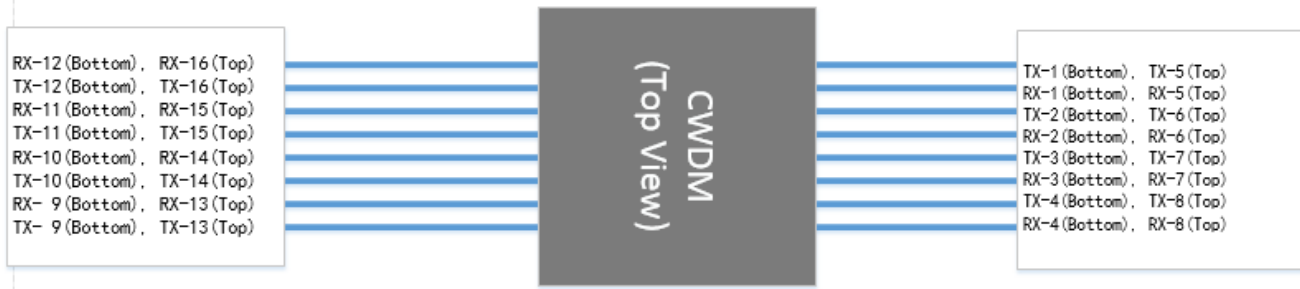 RX-12(Bottom), RX-16(Top)
TX-12(Bottom), TX-16(Top)
RX-11(Bottom), RX-15(Top)
TX-11(Bottom), TX-15(Top)
RX-10(Bottom), RX-14(Top)
TX-10(Bottom), TX-14(Top)
RX- 9(Bottom), RX-13(Top)
TX- 9(Bottom), TX-13(Top)
CWDM
(Top View)
TX-1(Bottom), TX-5(Top)
RX-1(Bottom), RX-5(Top)
TX-2(Bottom), TX-6(Top)
RX-2(Bottom), RX-6(Top)
TX-3(Bottom), TX-7(Top)
RX-3(Bottom), RX-7(Top)
TX-4(Bottom), TX-8(Top)
RX-4(Bottom), RX-8(Top)